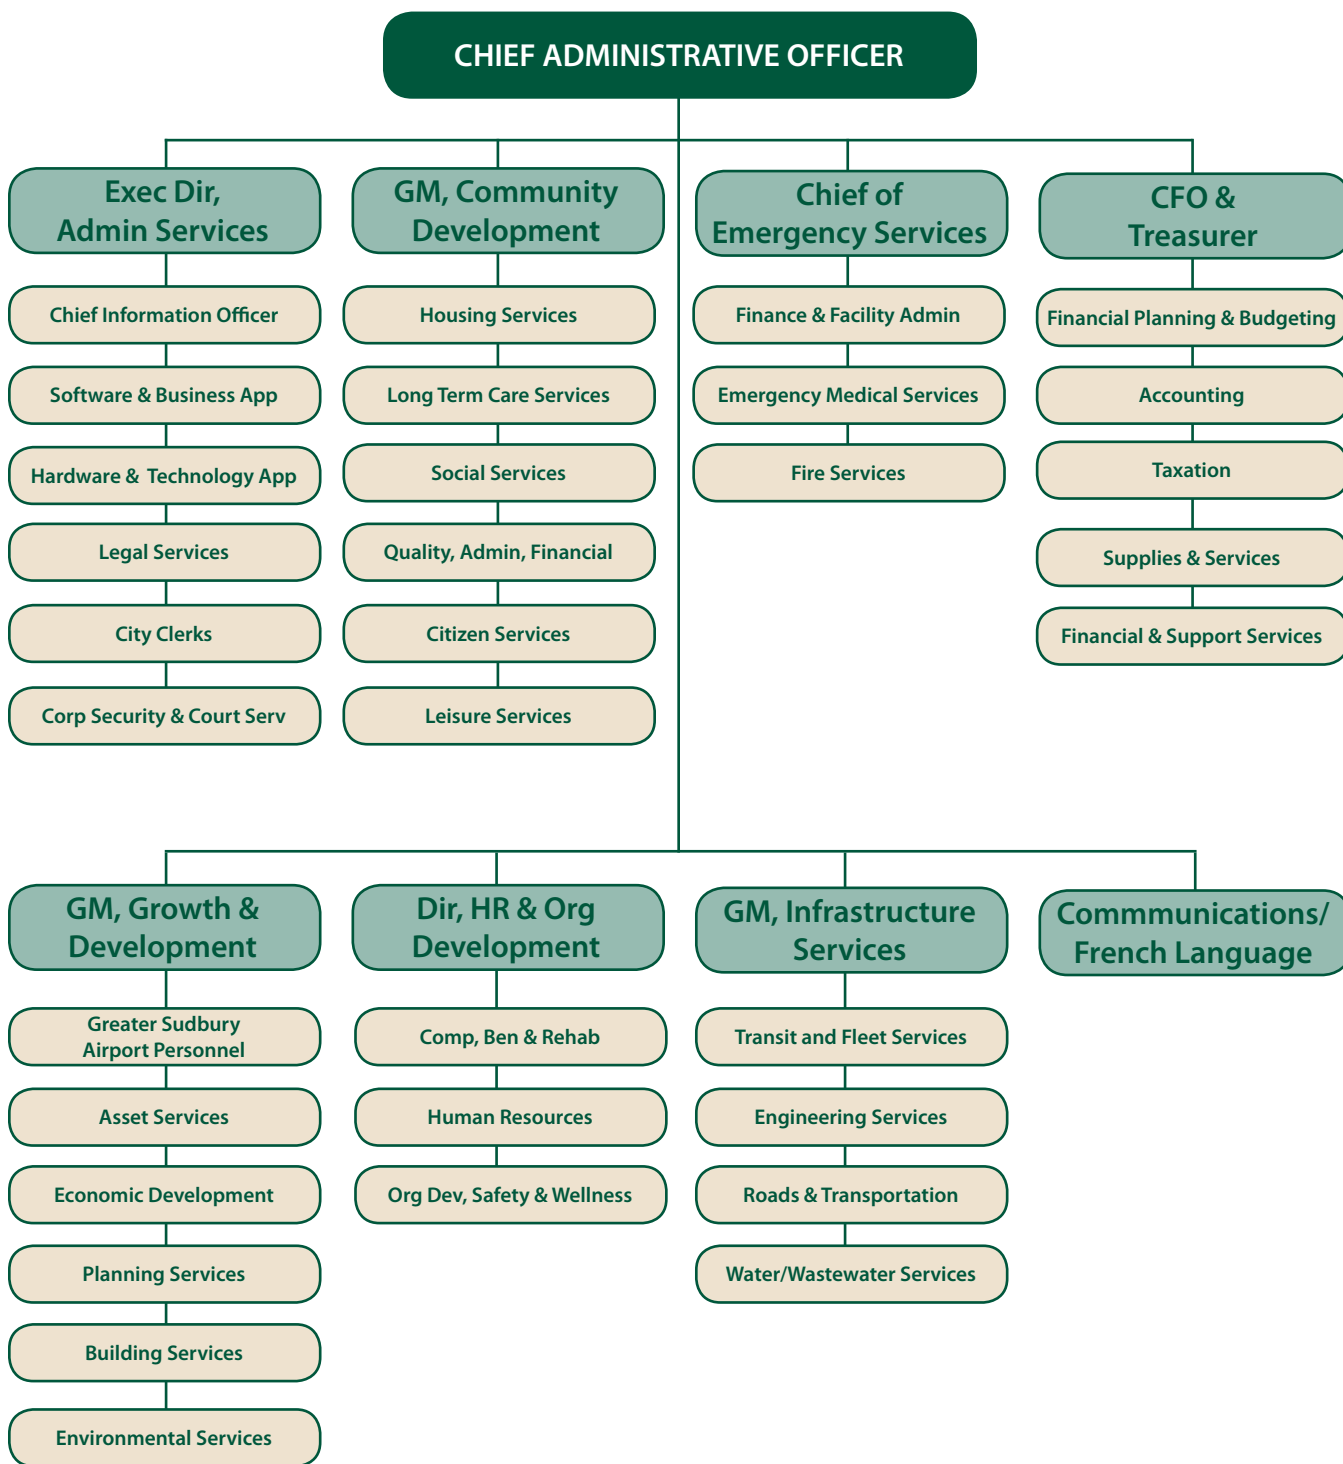 CHIEF ADMINISTRATIVE OFFICER
Exec Dir,
Admin Services
Chief Information Officer
Software & Business App
Hardware & Technology App
Legal Services
City Clerks
Corp Security & Court Serv
GM, Community
Development
Housing Services
Long Term Care Services
Social Services
Quality, Admin, Financial
Citizen Services
Leisure Services
Chief of
Emergency Services
Finance & Facility Admin
Emergency Medical Services
Fire Services
CFO &
Treasurer
Financial Planning & Budgeting
Accounting
Taxation
Supplies & Services
Financial & Support Services
GM, Growth &
Development
Greater Sudbury
Airport Personnel
Asset Services
Economic Development
Planning Services
Building Services
Environmental Services
Dir, HR & Org
Development
Comp, Ben & Rehab
Human Resources
Org Dev, Safety & Wellness
GM, Infrastructure
Services
Transit and Fleet Services
Engineering Services
Roads & Transportation
Water/Wastewater Services
Commmunications/
French Language